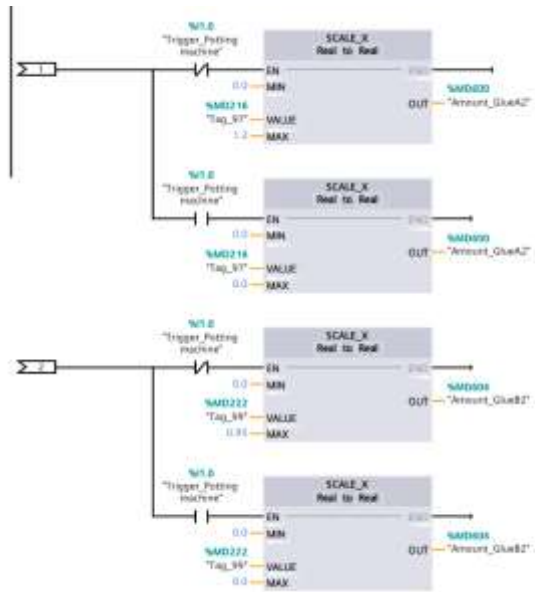 %I1.0
"Trigger_Potting
machine"
SCALE_X
Real to Real
1
EN
ENO
0.0
MIN
%MD216
"Tag_97"
VALUE
1.2
MAX
OUT
"Amount_GlueA2"
%I1.0
"Trigger_Potting
machine"
SCALE_X
Real to Real
EN
ENO
0.0
MIN
%MD216
"Tag_97"
VALUE
0.0
MAX
OUT
"Amount_GlueA2"
%I1.0
"Trigger_Potting
machine"
SCALE_X
Real to Real
2
EN
ENO
0.0
MIN
%MD222
"Tag_99"
VALUE
MAX
%MD604
OUT
"Amount_GlueB2"
%I1.0
"Trigger_Potting
machine"
SCALE_X
Real to Real
EN
ENO
0.0
MIN
%MD222
"Tag_99"
VALUE
0.0
MAX
%MD604
OUT
"Amount_GlueB2"